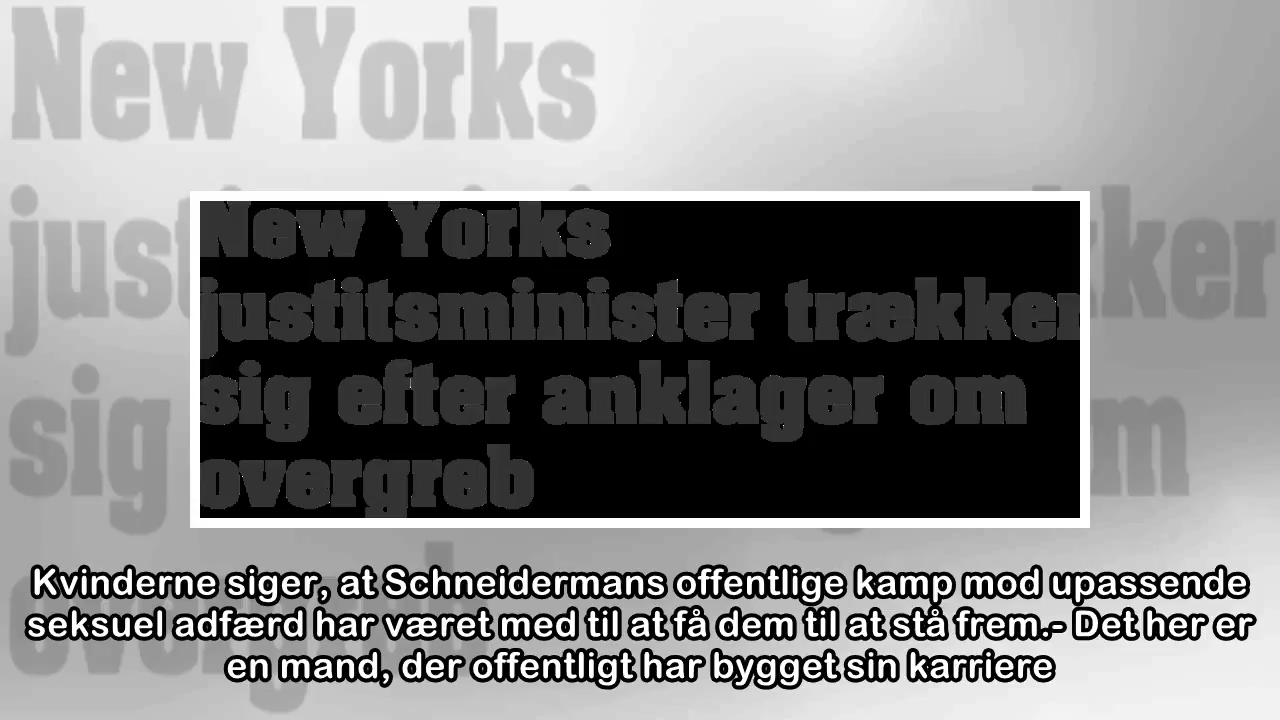 New Yorks
justitsminister trækker
sig efter anklager om
overgreb
Kvinderne siger, at Schneidermans offentlige kamp mod upassende
seksuel adfærd har været med til at få dem til at stå frem.- Det her er
en mand, der offentligt har bygget sin karriere